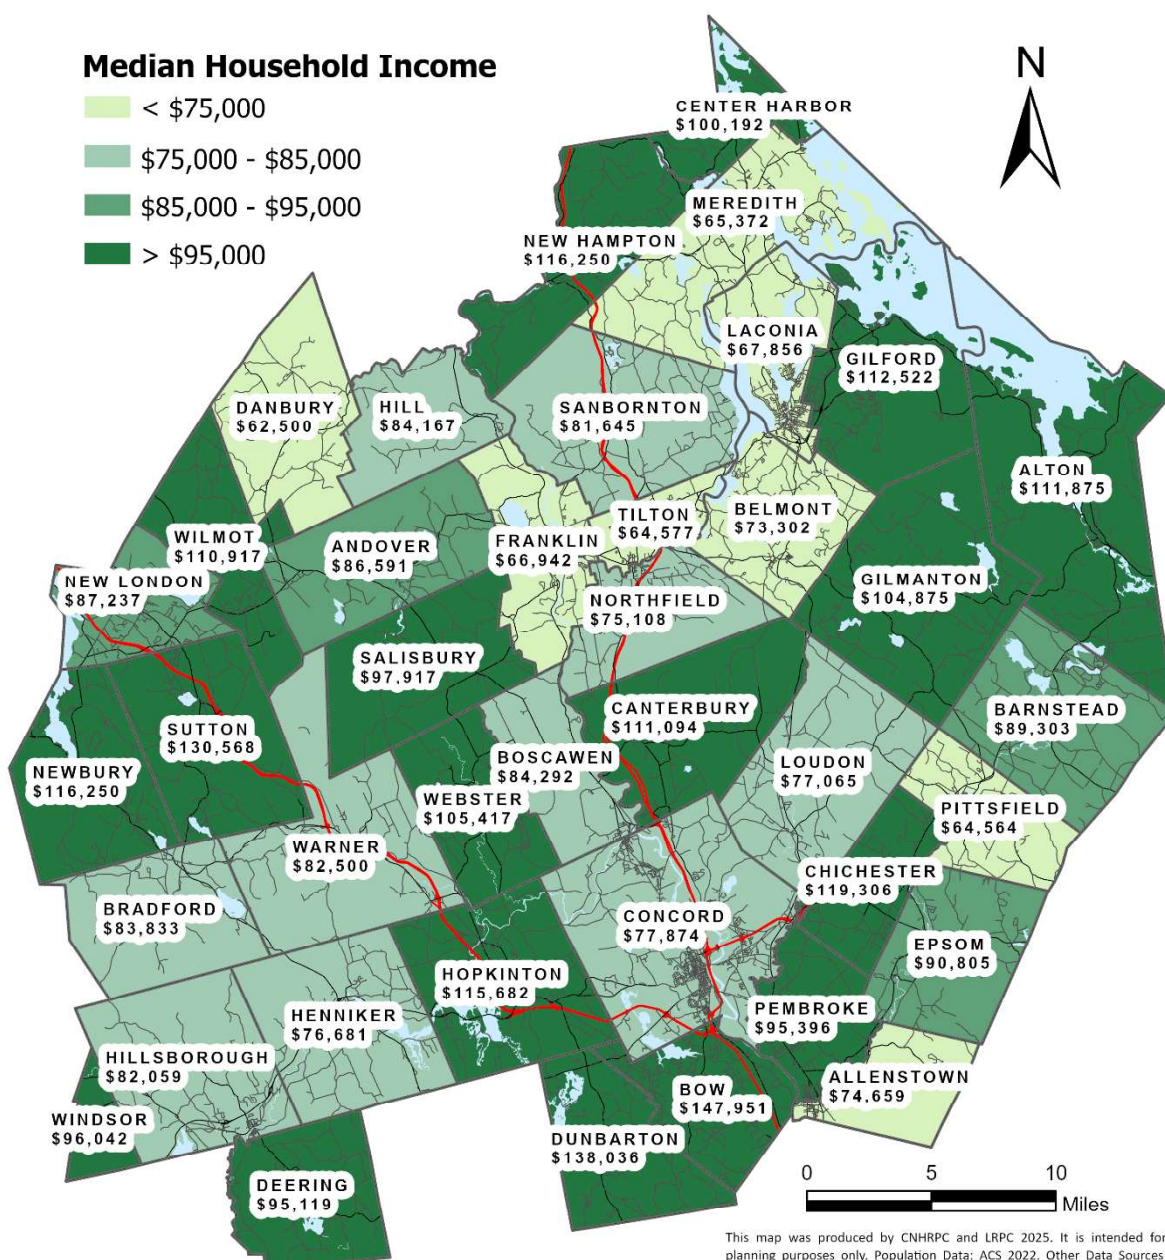 Median Household Income
< $75,000
$75,000 - $85,000
$85,000 - $95,000
> $95,000
N
CENTER HARBOR
$100,192
MEREDITH
$65,372
NEW HAMPTON
$116,250
LACONIA
$67,856
GILFORD
$112,522
DANBURY
$62,500
HILL
$84,167
SANBORNTON
$81,645
ALTON
$111,875
WILMOT
$110,917
ANDOVER
$86,591
FRANKLIN
$66,942
TILTON
$64,577
BELMONT
$73,302
NEW LONDON
$87,237
NORTHFIELD
$75,108
GILMANTON
$104,875
SALISBURY
$97,917
SUTTON
$130,568
CANTERBURY
$111,094
BARNSTEAD
$89,303
NEWBURY
$116,250
BOSCAWEN
$84,292
LOUDON
$77,065
WEBSTER
$105,417
PITTSFIELD
$64,564
WARNER
$82,500
CHICHESTER
$119,306
BRADFORD
$83,833
CONCORD
$77,874
EPSOM
$90,805
HOPKINTON
$115,682
HENNIKER
$76,681
PEMBROKE
$95,396
HILLSBOROUGH
$82,059
ALLENSTOWN
$74,659
WINDSOR
$96,042
BOW
$147,951
DUNBARTON
$138,036
DEERING
$95,119
0 5 10
Miles
This map was produced by CNHRPC and LRPC 2025. It is intended for
planning purposes only. Population Data: ACS 2022. Other Data Sources